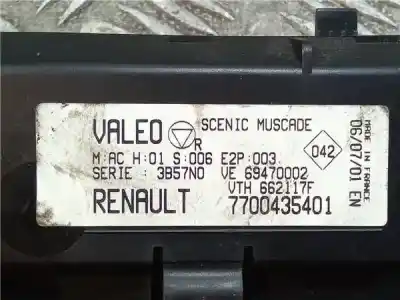 VALEO R SCENIC MUSCADE
M:AC H:01 S:006 E2P:003
042
SERIE : 3B57N0 VE 69470002
VTH 662117F
RENAULT 7700435401
MADE IN FRANCE
06/07/01 EN